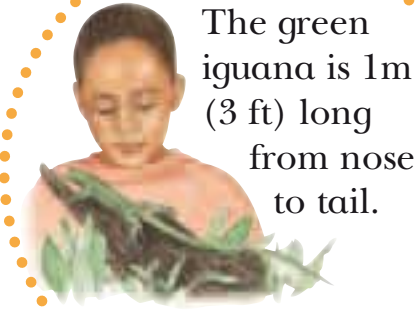 The green
iguana is 1m
(3 ft) long
from nose
to tail.